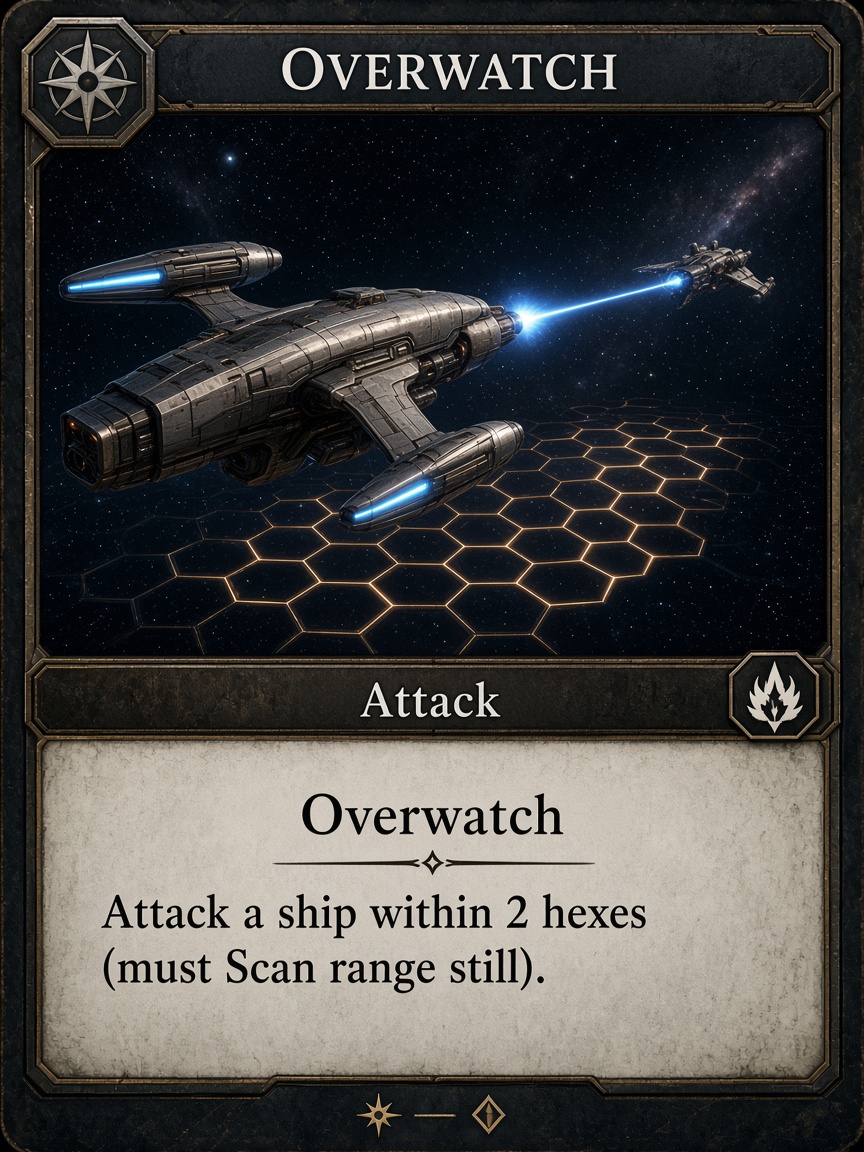 OVERWATCH
Attack
Overwatch
Attack a ship within 2 hexes
(must Scan range still).